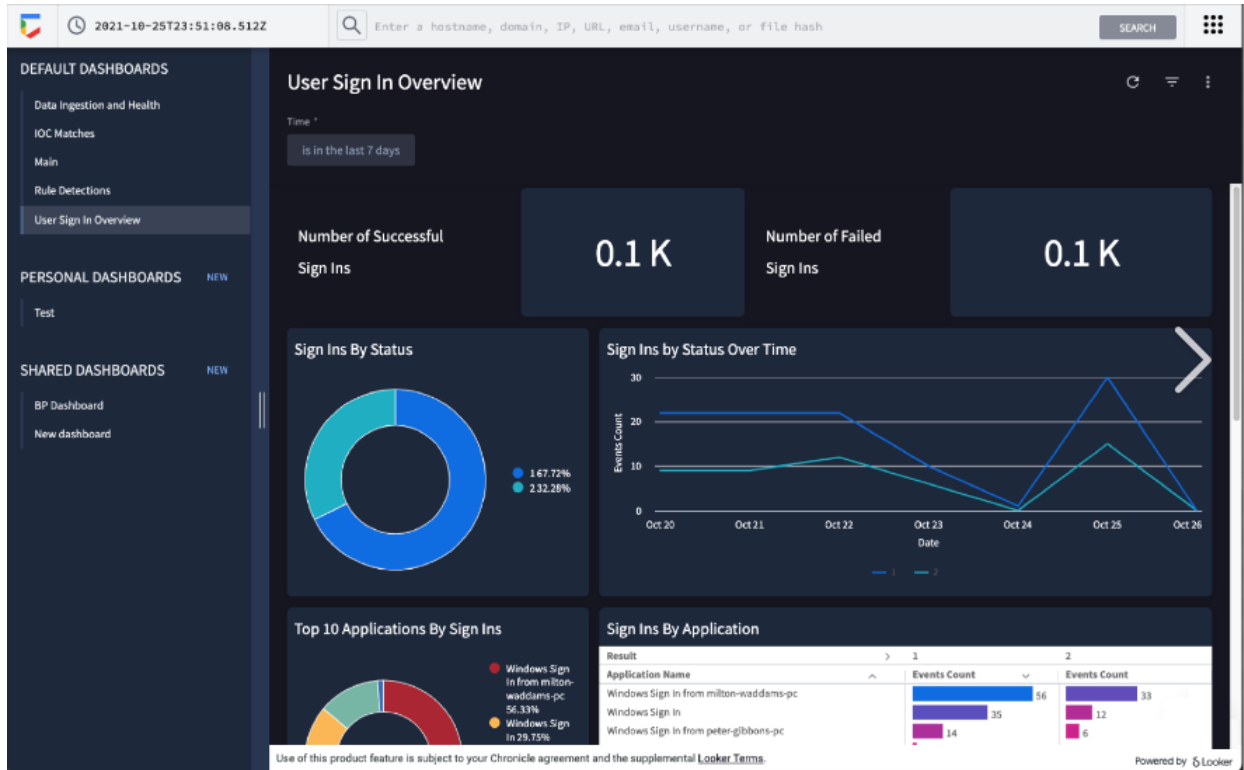 2021-10-25T23:51:08.512Z
Enter a hostname, domain, IP, URL, email, username, or file hash
SEARCH
DEFAULT DASHBOARDS
Data Ingestion and Health
IOC Matches
Main
Rule Detections
User Sign In Overview
PERSONAL DASHBOARDS NEW
Test
SHARED DASHBOARDS NEW
BP Dashboard
New dashboard
User Sign In Overview
Time *
is in the last 7 days
Number of Successful
Sign Ins
0.1 K
Number of Failed
Sign Ins
0.1 K
Sign Ins By Status
1 67.72%
2 32.28%
Sign Ins by Status Over Time
30
20
10
0
Events Count
Oct 20 Oct 21 Oct 22 Oct 23 Oct 24 Oct 25 Oct 26
Date
1 2
Top 10 Applications By Sign Ins
Windows Sign
In from milton-
waddams-pc
56.33%
Windows Sign
In 29.75%
Sign Ins By Application
Result 1 2
Application Name Events Count Events Count
Windows Sign In from milton-waddams-pc 56 33
Windows Sign In 35 12
Windows Sign In from peter-gibbons-pc 14 6
Use of this product feature is subject to your Chronicle agreement and the supplemental Looker Terms.
Powered by Looker